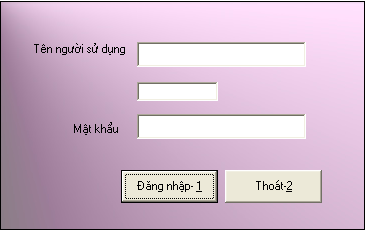 Tên người sử dụng
Mật khẩu
Đăng nhập- 1
Thoát-2